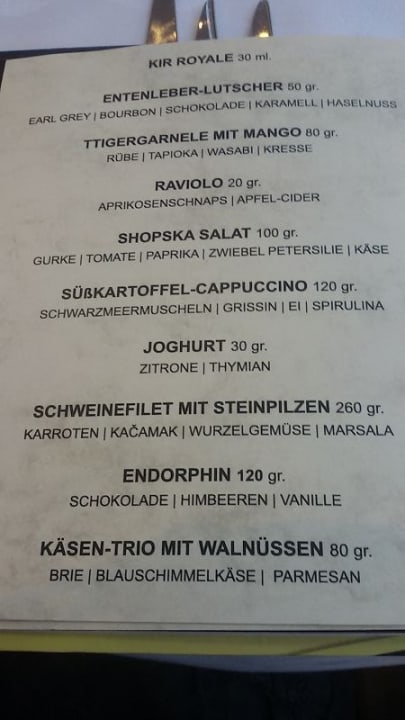 KIR ROYALE 30 ml.
ENTENLEBER-LUTSCHER 50 gr.
EARL GREY | BOURBON | SCHOKOLADE | KARAMELL | HASELNUSS
TTIGERGARNELE MIT MANGO 80 gr.
RÜBE | TAPIOKA | WASABI | KRESSE
RAVIOLO 20 gr.
APRIKOSENSCHNAPS | APFEL-CIDER
SHOPSKA SALAT 100 gr.
GURKE | TOMATE | PAPRIKA | ZWIEBEL PETERSILIE | KÄSE
SÜßKARTOFFEL-CAPPUCCINO 120 gr.
SCHWARZMEERMUSCHELN | GRISSIN | EI | SPIRULINA
JOGHURT 30 gr.
ZITRONE | THYMIAN
SCHWEINEFILET MIT STEINPILZEN 260 gr.
KARROTEN | KAČAMAK | WURZELGEMÜSE | MARSALA
ENDORPHIN 120 gr.
SCHOKOLADE | HIMBEEREN | VANILLE
KÄSEN-TRIO MIT WALNÜSSEN 80 gr.
BRIE | BLAUSCHIMMELKÄSE | PARMESAN